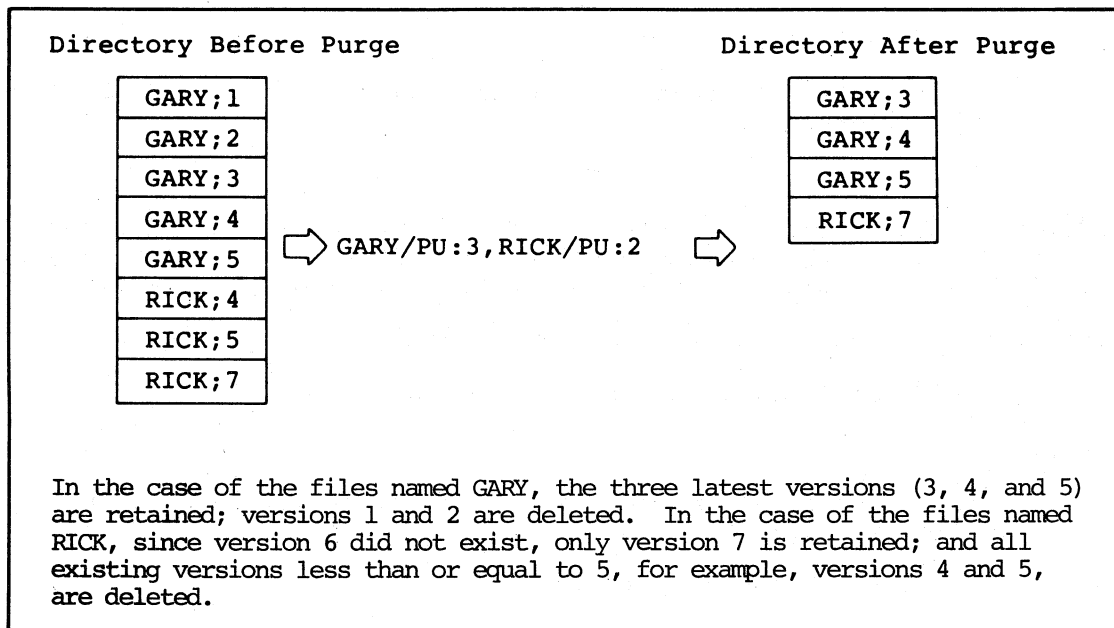 Directory Before Purge
Directory After Purge
GARY;1
GARY;2
GARY;3
GARY;4
GARY;5
RICK;4
RICK;5
RICK;7
GARY/PU:3,RICK/PU:2
GARY;3
GARY;4
GARY;5
RICK;7
In the case of the files named GARY, the three latest versions (3, 4, and 5)
are retained; versions 1 and 2 are deleted. In the case of the files named
RICK, since version 6 did not exist, only version 7 is retained; and all
existing versions less than or equal to 5, for example, versions 4 and 5,
are deleted.